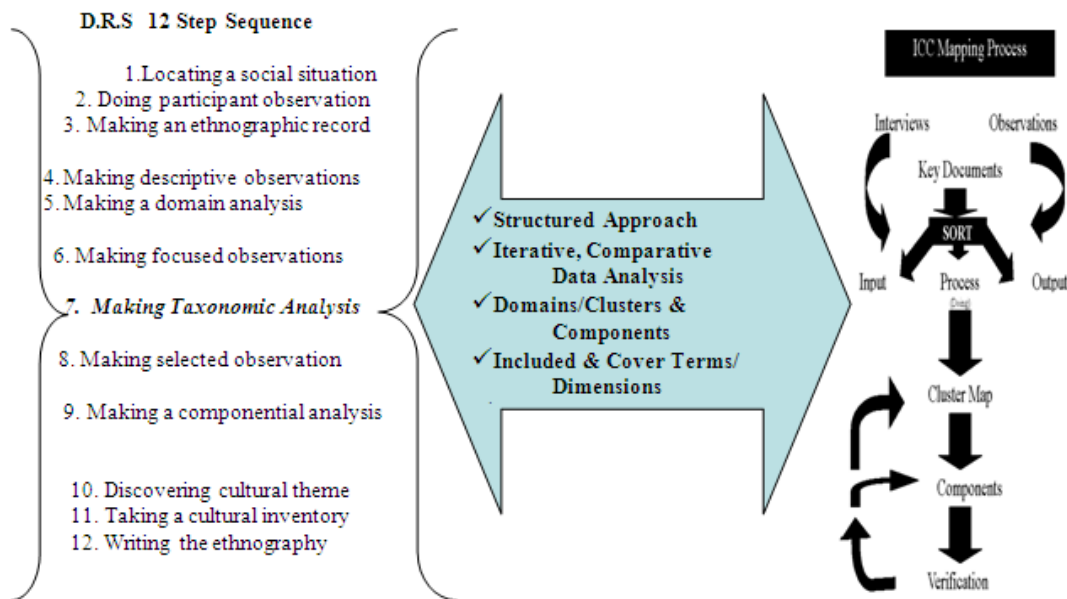 D.R.S 12 Step Sequence
1.Locating a social situation
2. Doing participant observation
3. Making an ethnographic record
4. Making descriptive observations
5. Making a domain analysis
6. Making focused observations
7. Making Taxonomic Analysis
8. Making selected observation
9. Making a componential analysis
10. Discovering cultural theme
11. Taking a cultural inventory
12. Writing the ethnography
✓Structured Approach
✓Iterative, Comparative
Data Analysis
✓Domains/Clusters &
Components
✓Included & Cover Terms/
Dimensions
.
ICC Mapping Process
Interviews
Observations
Key Documents
SORT
Input
Process
Output
(Doing)
Cluster Map
Components
Verification